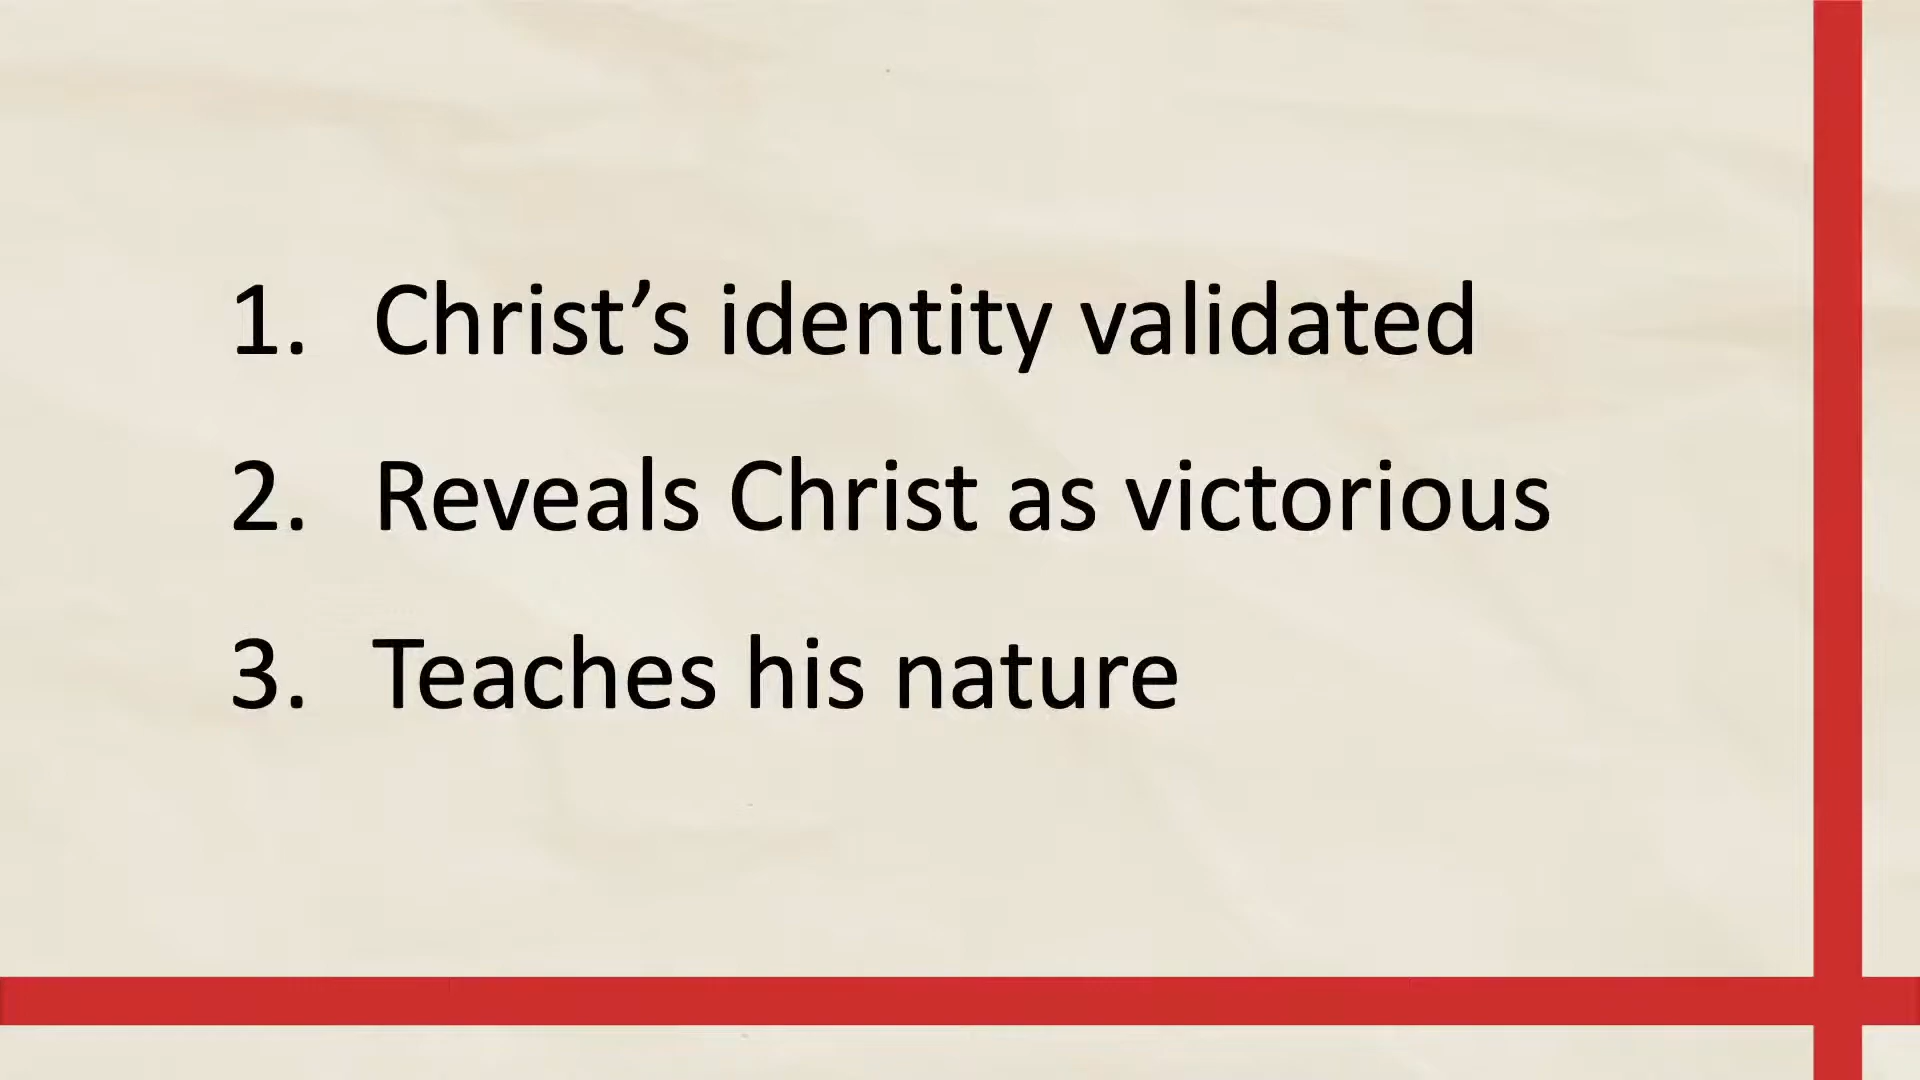 1. Christ’s identity validated
2. Reveals Christ as victorious
3. Teaches his nature